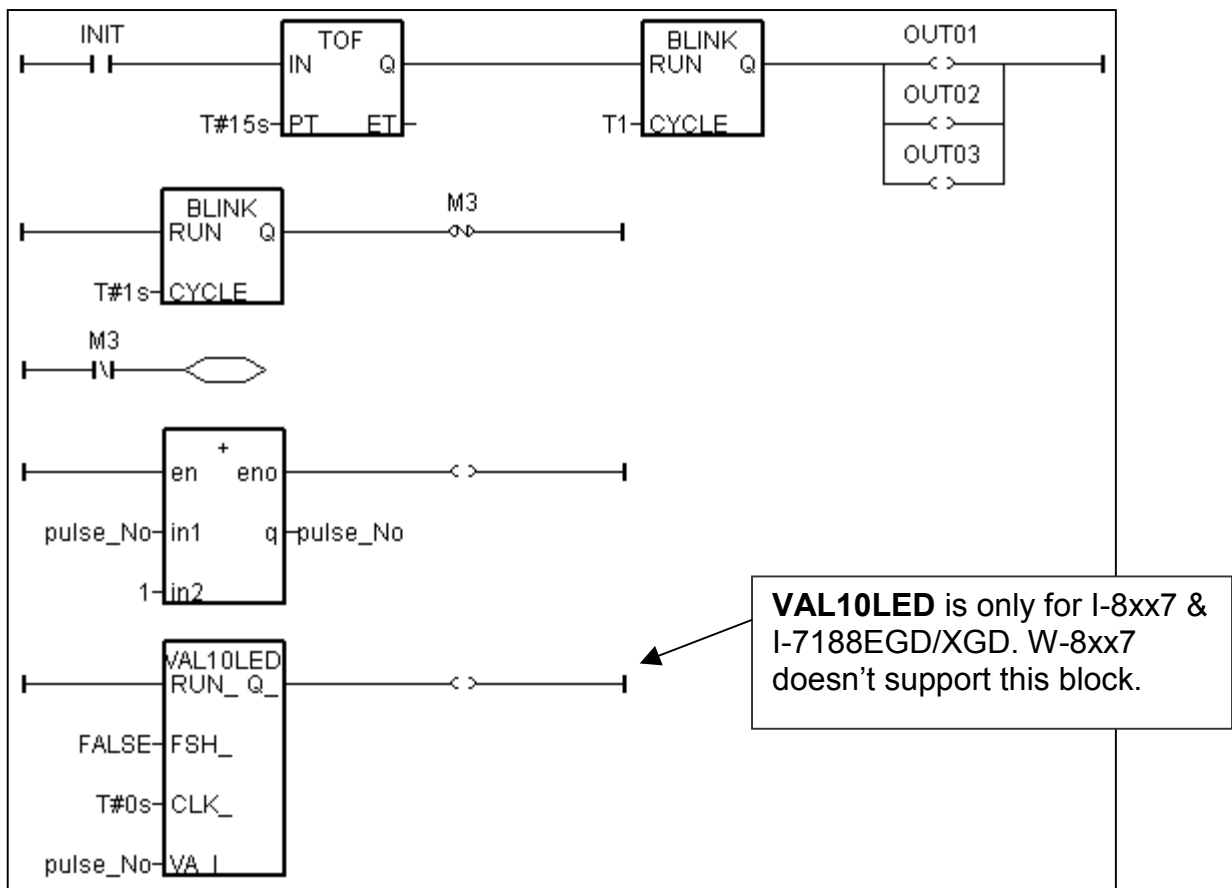 INIT
TOF
IN Q
T#15s PT ET
BLINK
RUN Q
T1 CYCLE
OUT01
OUT02
OUT03
BLINK
RUN Q
T#1s CYCLE
M3
M3
+
en eno
pulse_No in1 q pulse_No
1 in2
VAL10LED
RUN_ Q_
FALSE FSH_
T#0s CLK_
pulse_No VA_
VAL10LED is only for I-8xx7 &
I-7188EGD/XGD. W-8xx7
doesn’t support this block.